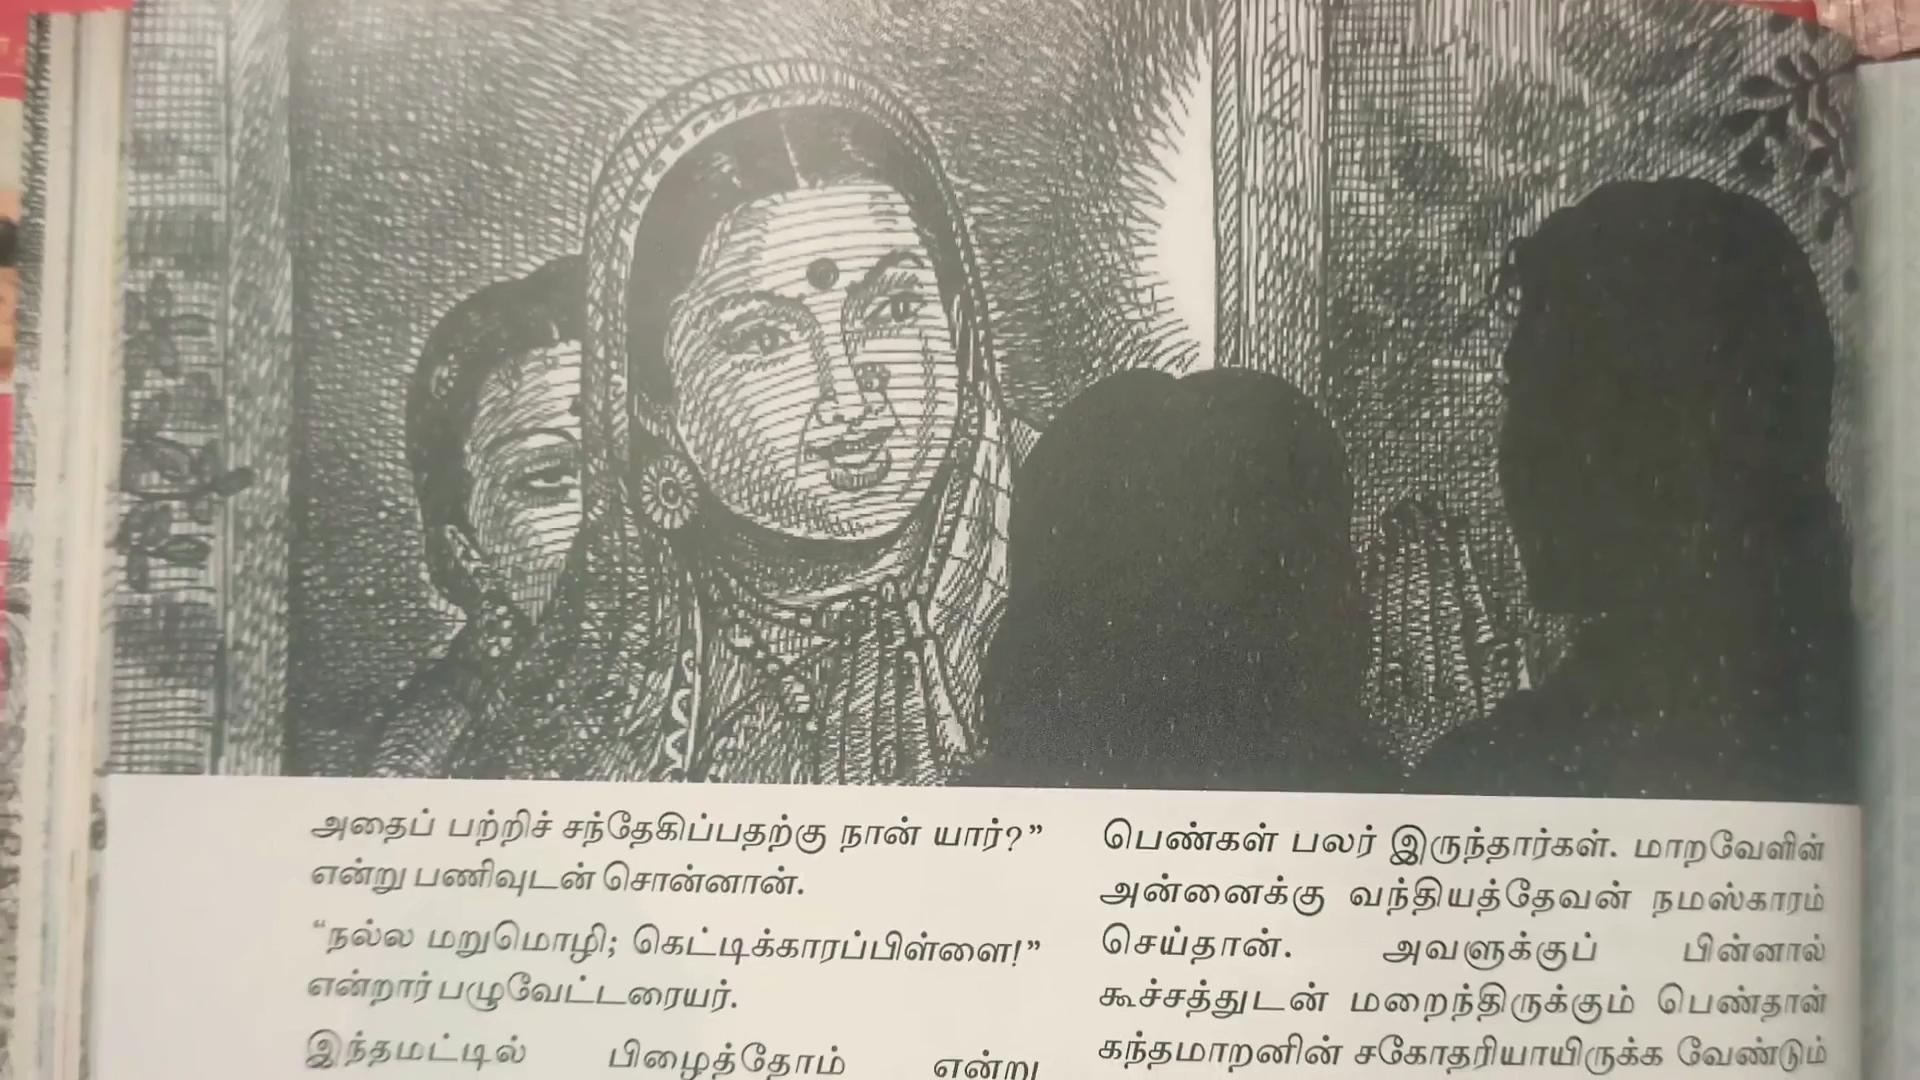 அதைப் பற்றிச் சந்தேகிப்பதற்கு நான் யார்?”
என்று பணிவுடன் சொன்னான்.
“நல்ல மறுமொழி; கெட்டிக்காரப்பிள்ளை!”
என்றார் பழுவேட்டரையர்.
இந்தமட்டில் பிழைத்தோம் என்று
பெண்கள் பலர் இருந்தார்கள். மாறவேளின்
அன்னைக்கு வந்தியத்தேவன் நமஸ்காரம்
செய்தான். அவளுக்குப் பின்னால்
கூச்சத்துடன் மறைந்திருக்கும் பெண்தான்
கந்தமாறனின் சகோதரியாயிருக்க வேண்டும்